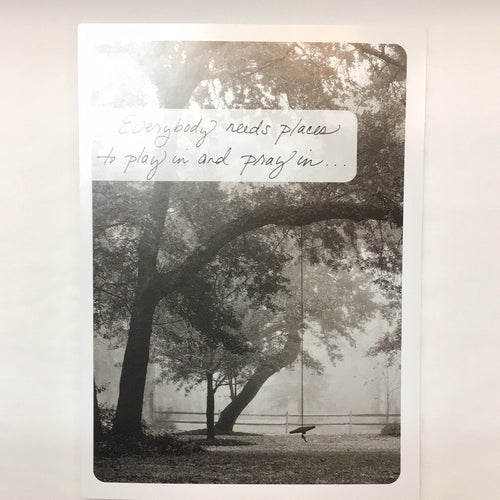 Everybody needs places
to play in and pray in...